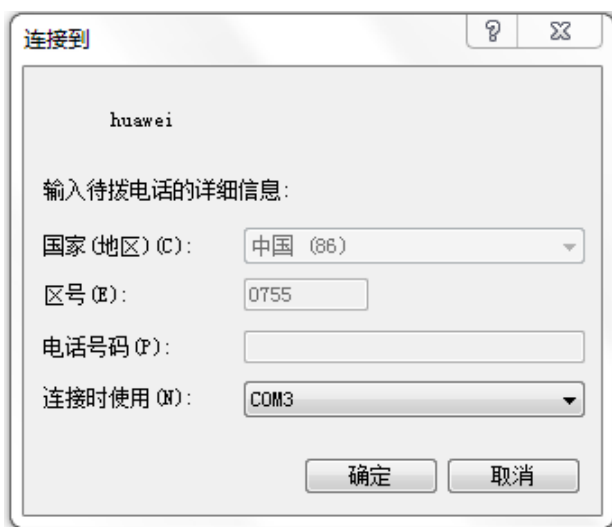 连接到
huawei
输入待拨电话的详细信息:
国家(地区)(C): 中国 (86)
区号(E): 0755
电话号码(P):
连接时使用(N): COM3
确定 取消